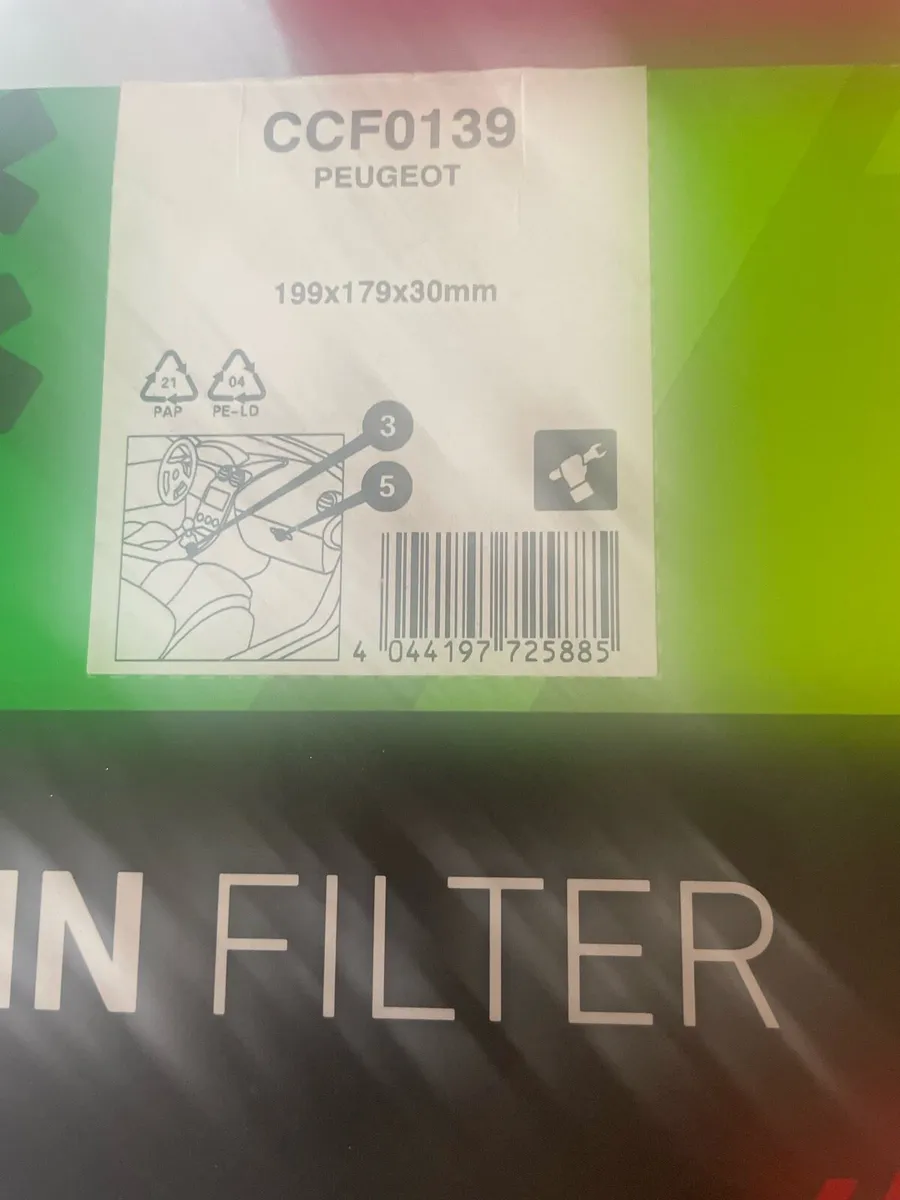 CCF0139
PEUGEOT
199x179x30mm
21
04
PAP
PE-LD
3
5
4 044197 725885
IN FILTER